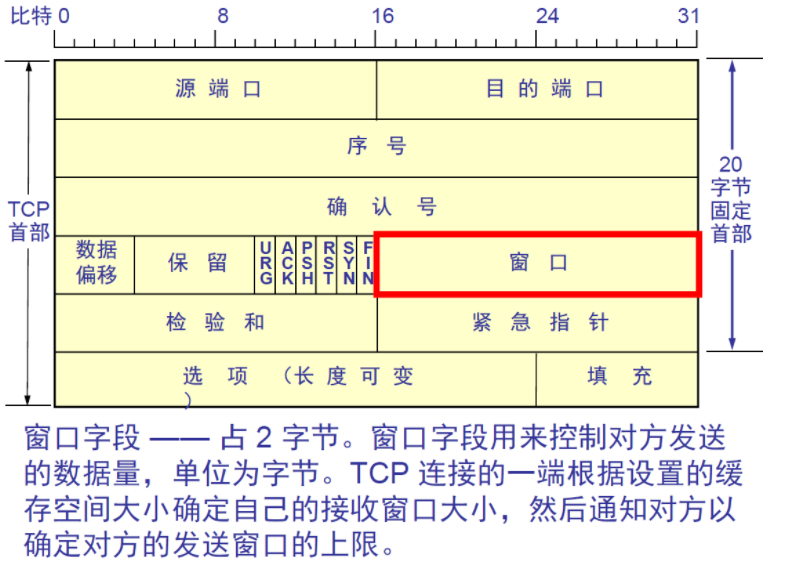 比特 0 8 16 24 31
源 端 口 目 的 端 口
序 号
TCP
首部
20
字节
固定
首部
确 认 号
数据
偏移
保 留
URG
ACK
PSH
RST
SYN
FIN
窗 口
检 验 和 紧 急 指 针
选 项 （长 度 可 变
）
填 充
窗口字段 —— 占 2 字节。窗口字段用来控制对方发送
的数据量，单位为字节。TCP 连接的一端根据设置的缓
存空间大小确定自己的接收窗口大小，然后通知对方以
确定对方的发送窗口的上限。